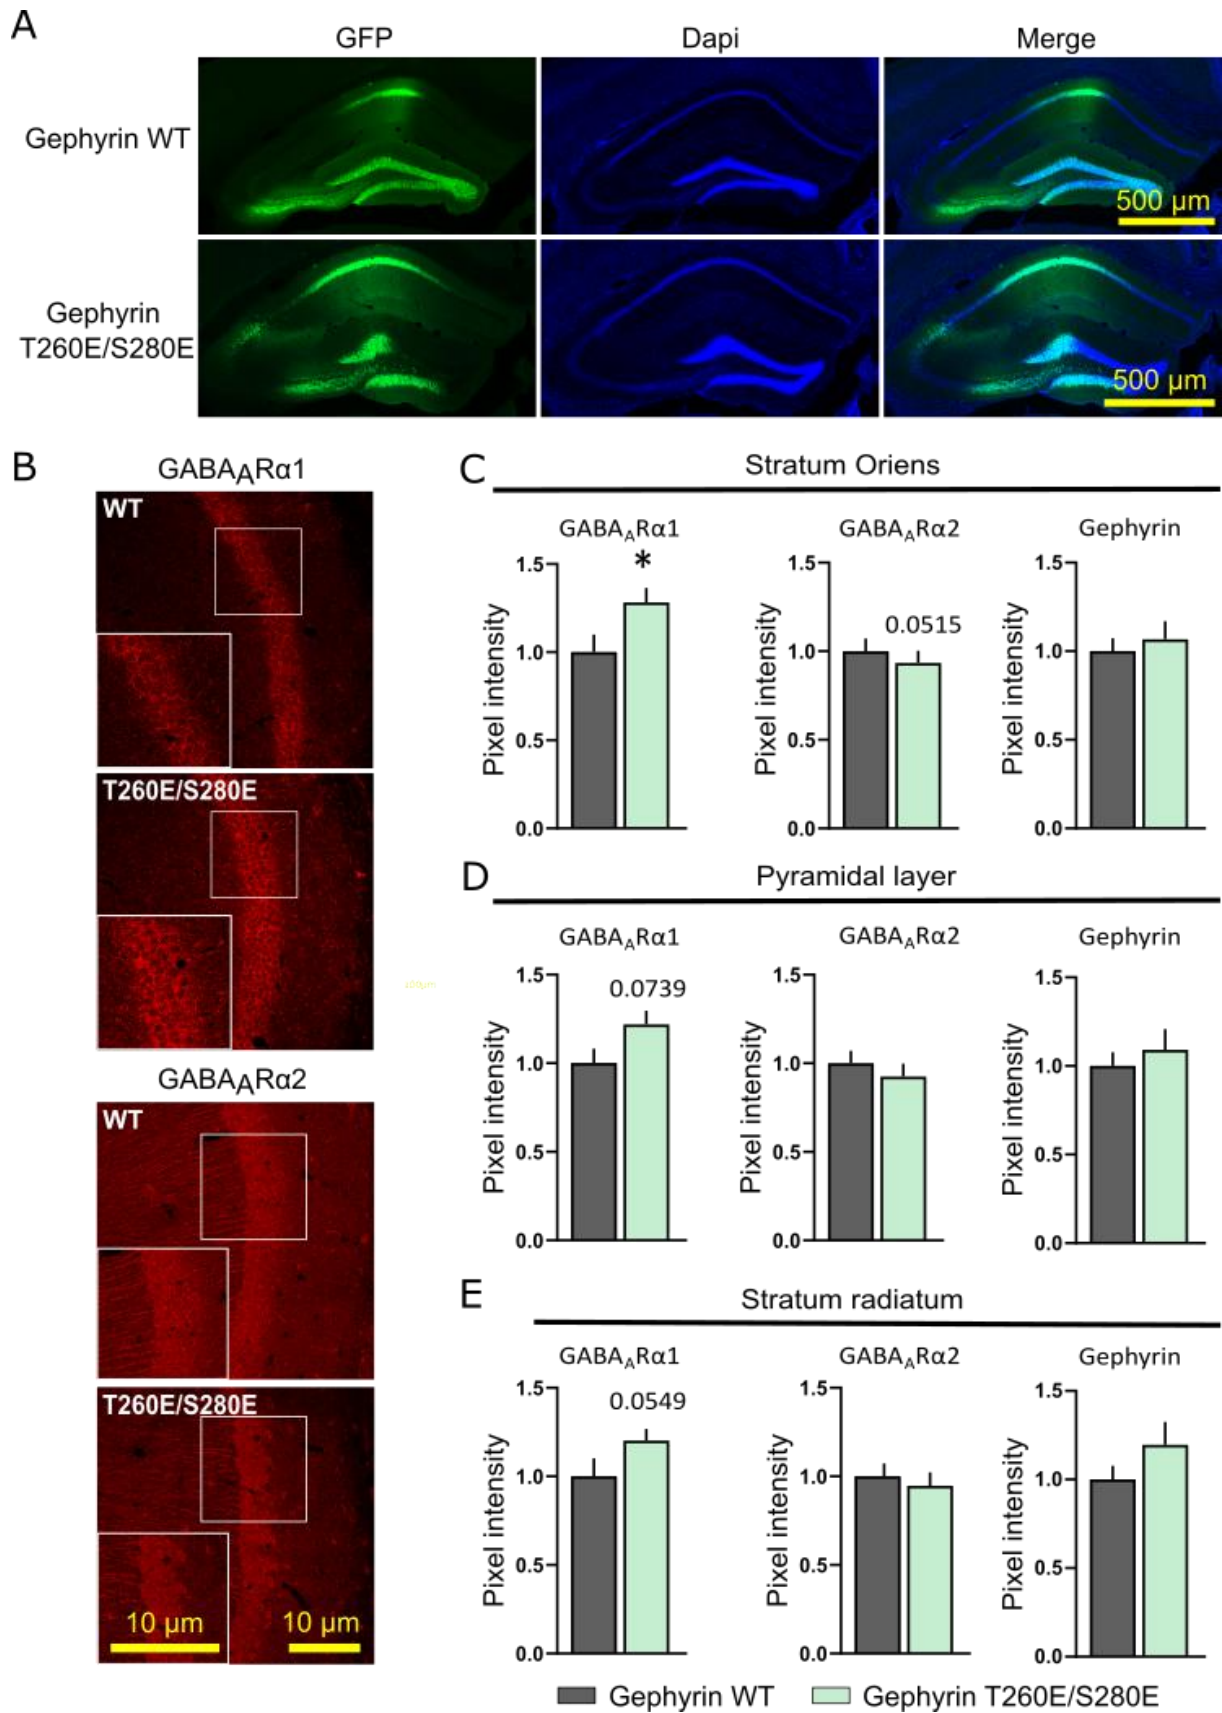 A
GFP Dapi Merge
Gephyrin WT
500 µm
Gephyrin
T260E/S280E
500 µm
B
GABAARα1
WT
T260E/S280E
100µm
GABAARα2
WT
T260E/S280E
10 µm 10 µm
C
Stratum Oriens
GABAARα1 GABAARα2 Gephyrin
Pixel intensity
1.5
1.0
0.5
0.0
*
Pixel intensity
1.5
1.0
0.5
0.0
0.0515
Pixel intensity
1.5
1.0
0.5
0.0
D
Pyramidal layer
GABAARα1 GABAARα2 Gephyrin
Pixel intensity
1.5
1.0
0.5
0.0
0.0739
Pixel intensity
1.5
1.0
0.5
0.0
Pixel intensity
1.5
1.0
0.5
0.0
E
Stratum radiatum
GABAARα1 GABAARα2 Gephyrin
Pixel intensity
1.5
1.0
0.5
0.0
0.0549
Pixel intensity
1.5
1.0
0.5
0.0
Pixel intensity
1.5
1.0
0.5
0.0
Gephyrin WT Gephyrin T260E/S280E